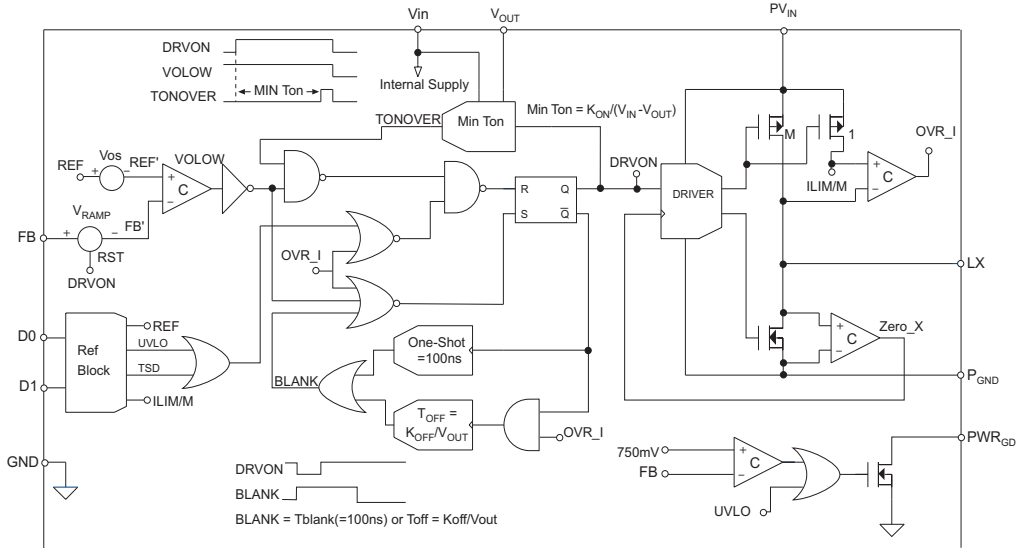 Vin
V_OUT
PV_IN
DRVON
VOLOW
TONOVER
MIN Ton
Internal Supply
TONOVER
Min Ton
Min Ton = K_ON/(V_IN -V_OUT)
M
1
OVR_I
REF
Vos
REF'
VOLOW
+
−
+
C
−
R
Q
S
Q̅
DRVON
DRIVER
ILIM/M
+
C
−
V_RAMP
FB
+
−
FB'
RST
DRVON
OVR_I
LX
D0
D1
Ref
Block
REF
UVLO
TSD
ILIM/M
One-Shot
=100ns
BLANK
T_OFF =
K_OFF/V_OUT
OVR_I
+
C
−
Zero_X
P_GND
GND
DRVON
BLANK
BLANK = Tblank(=100ns) or Toff = Koff/Vout
750mV
FB
+
C
−
UVLO
PWR_GD